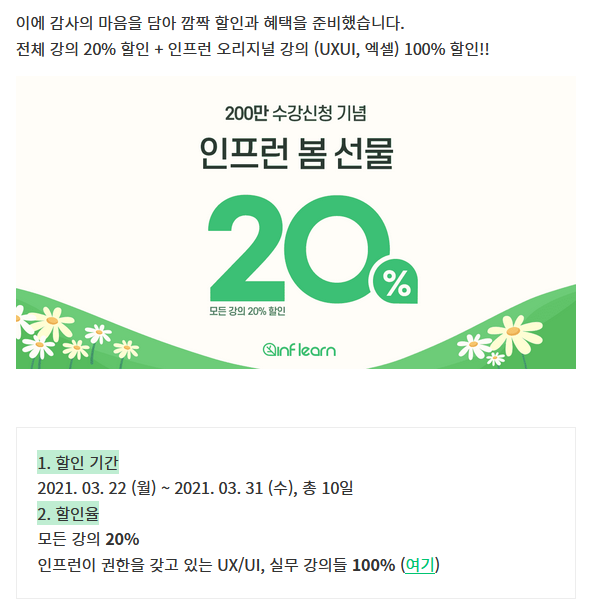 이에 감사의 마음을 담아 깜짝 할인과 혜택을 준비했습니다.
전체 강의 20% 할인 + 인프런 오리지널 강의 (UXUI, 엑셀) 100% 할인!!
200만 수강신청 기념
인프런 봄 선물
20%
모든 강의 20% 할인
inflearn
1. 할인 기간
2021. 03. 22 (월) ~ 2021. 03. 31 (수), 총 10일
2. 할인율
모든 강의 20%
인프런이 권한을 갖고 있는 UX/UI, 실무 강의들 100% (여기)